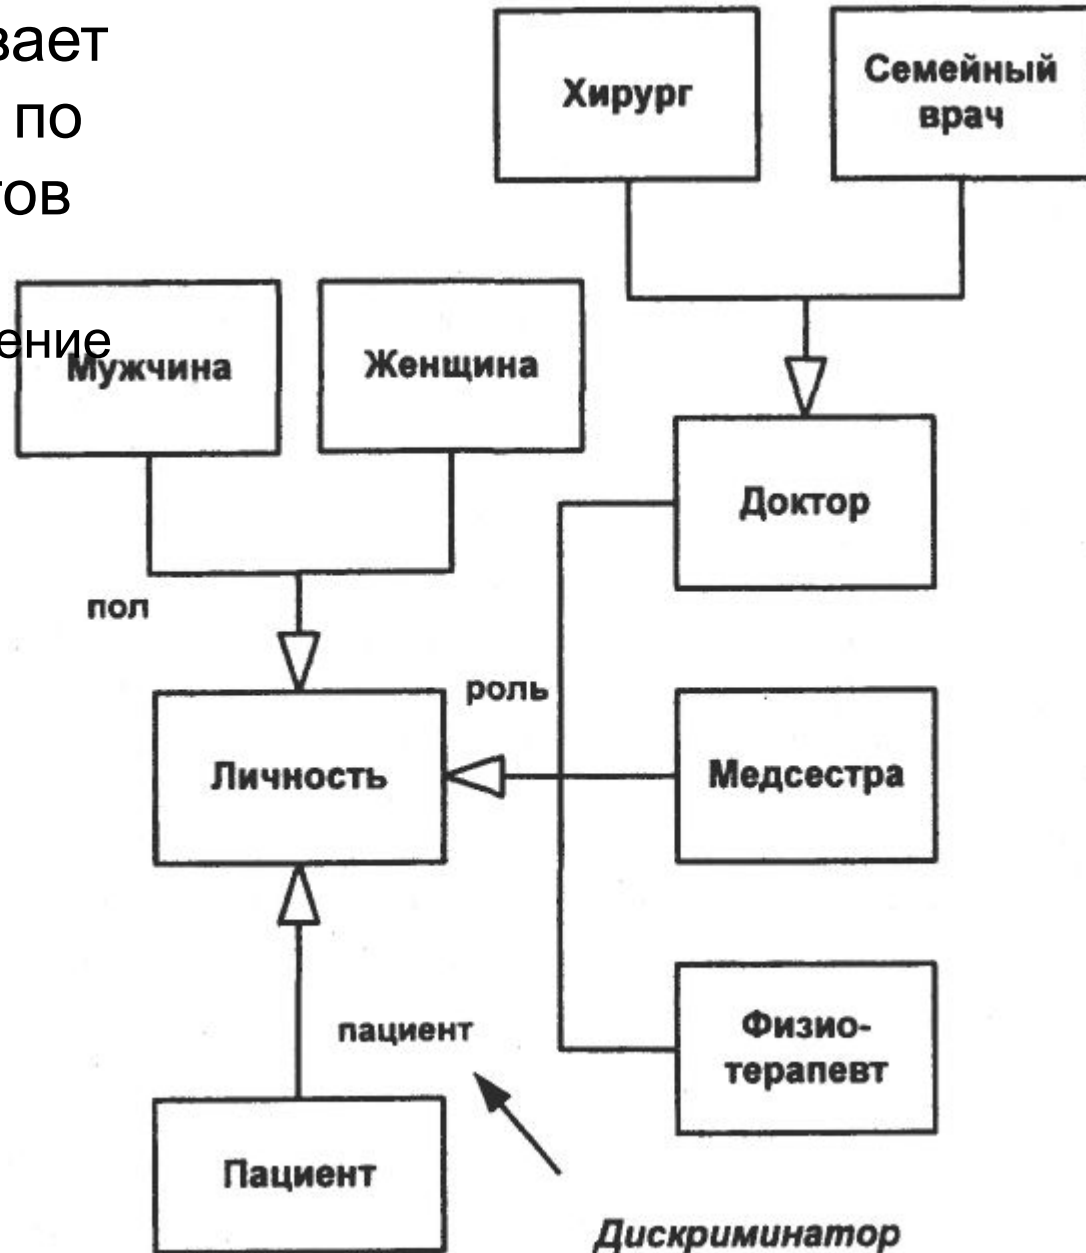 вает
по
тов
ение
Хирург
Семейный
врач
Мужчина
Женщина
Доктор
пол
роль
Личность
Медсестра
пациент
Физио-
терапевт
Пациент
Дискриминатор